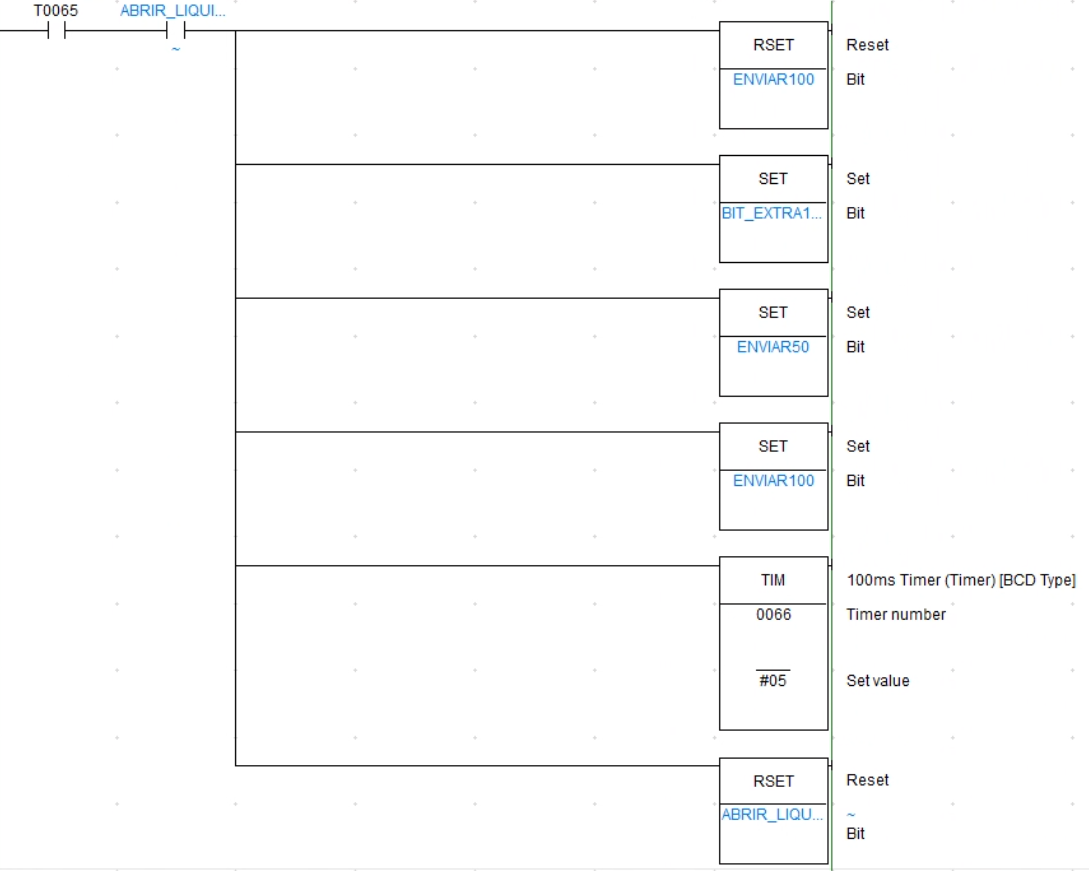 T0065 ABRIR_LIQUI...
~
RSET Reset
ENVIAR100 Bit
SET Set
BIT_EXTRA1... Bit
SET Set
ENVIAR50 Bit
SET Set
ENVIAR100 Bit
TIM 100ms Timer (Timer) [BCD Type]
0066 Timer number
#05 Set value
RSET Reset
ABRIR_LIQU... ~
Bit